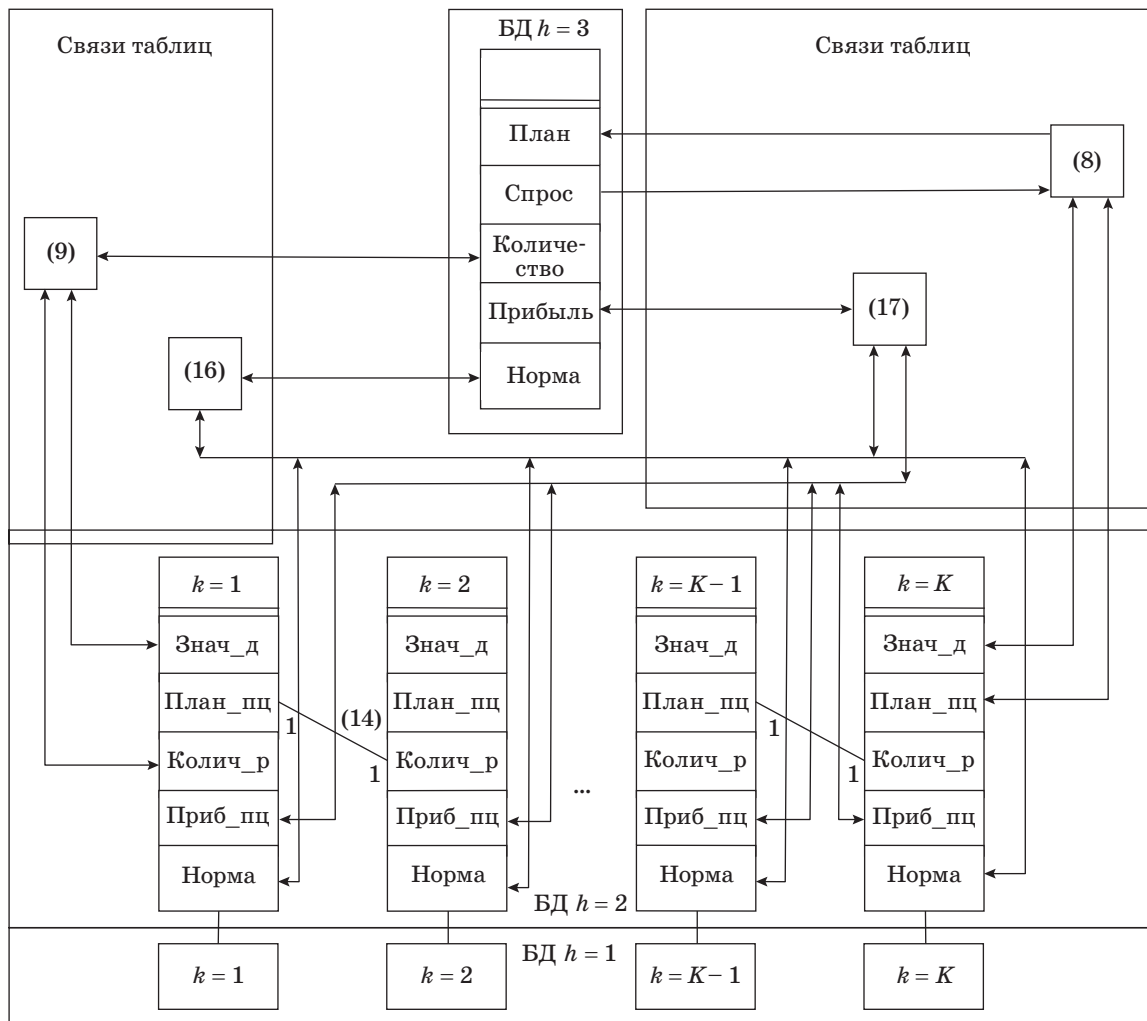 Связи таблиц
БД h = 3
Связи таблиц
План
(8)
Спрос
(9)
Количе-
ство
Прибыль
(17)
(16)
Норма
k = 1
k = 2
k = K – 1
k = K
Знач_д
Знач_д
Знач_д
Знач_д
План_пц
1
(14)
План_пц
План_пц
1
План_пц
Колич_р
1
Колич_р
Колич_р
1
Колич_р
...
Приб_пц
Приб_пц
Приб_пц
Приб_пц
Норма
Норма
Норма
Норма
БД h = 2
БД h = 1
k = 1
k = 2
k = K – 1
k = K